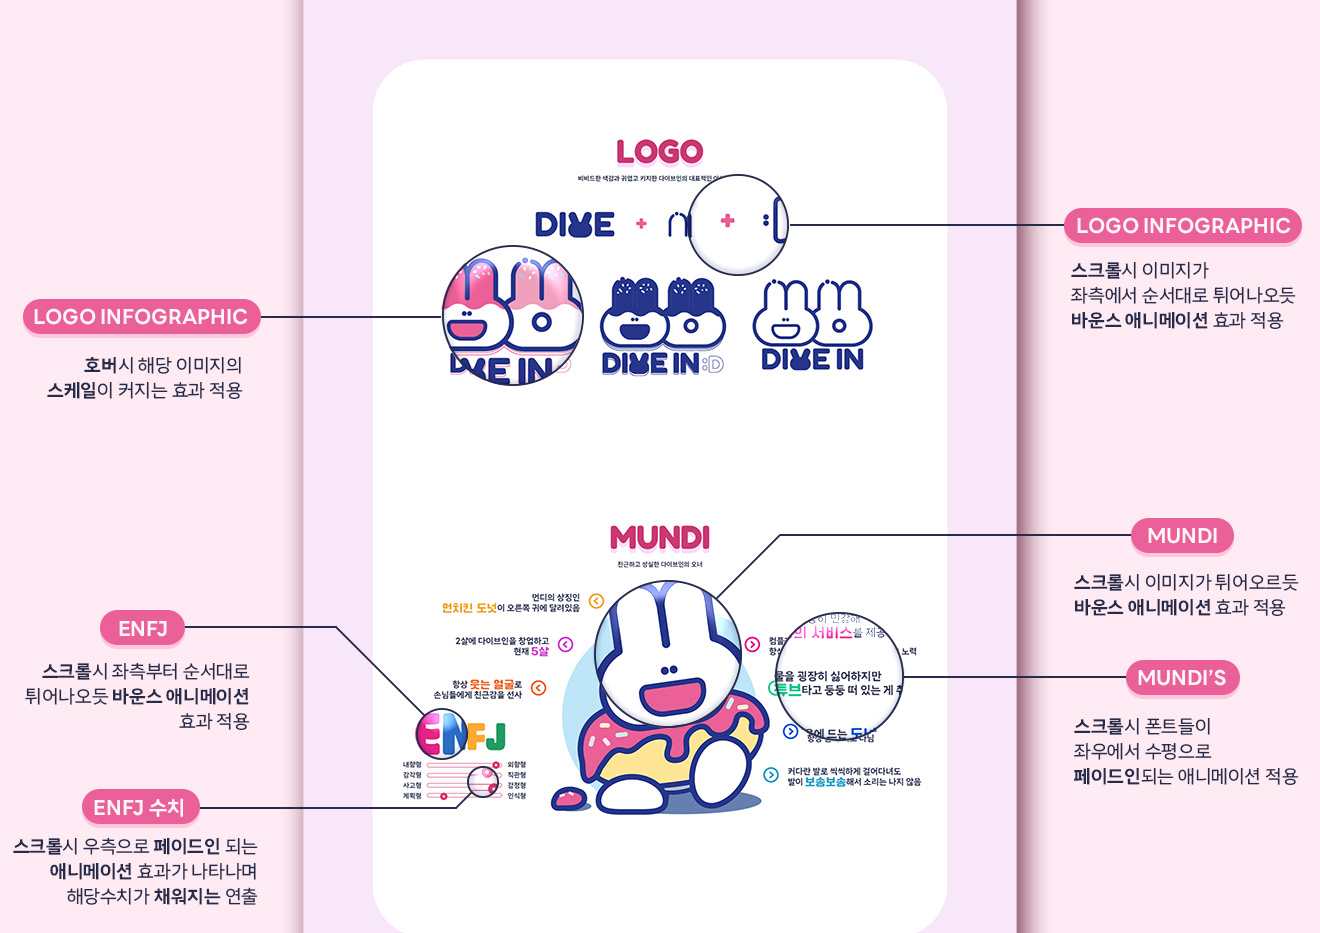 LOGO
비비드한 색감과 귀엽고 키치한 다이브인의 대표적인
DIVE
+
+
:
LOGO INFOGRAPHIC
스크롤시 이미지가
좌측에서 순서대로 튀어나오듯
바운스 애니메이션 효과 적용
LOGO INFOGRAPHIC
호버시 해당 이미지의
스케일이 커지는 효과 적용
DIVE IN:D
DIVE IN:D
DIVE IN
MUNDI
친근하고 성실한 다이브인의 오너
MUNDI
스크롤시 이미지가 튀어오르듯
바운스 애니메이션 효과 적용
먼디의 상징인
먼치킨 도넛이 오른쪽 귀에 달려있음
2살에 다이브인을 창업하고
현재 5살
항상 웃는 얼굴로
손님들에게 친근감을 선사
의 서비스를 제공
노력
물을 굉장히 싫어하지만
튜브타고 둥둥 떠 있는 게
커다란 발로 씩씩하게 걸어다녀도
발이 보송보송해서 소리는 나지 않음
MUNDI'S
스크롤시 폰트들이
좌우에서 수평으로
페이드인되는 애니메이션 적용
ENFJ
스크롤시 좌측부터 순서대로
튀어나오듯 바운스 애니메이션
효과 적용
ENFJ
내향형 외향형
감각형 직관형
사고형 감정형
계획형 인식형
ENFJ 수치
스크롤시 우측으로 페이드인 되는
애니메이션 효과가 나타나며
해당수치가 채워지는 연출